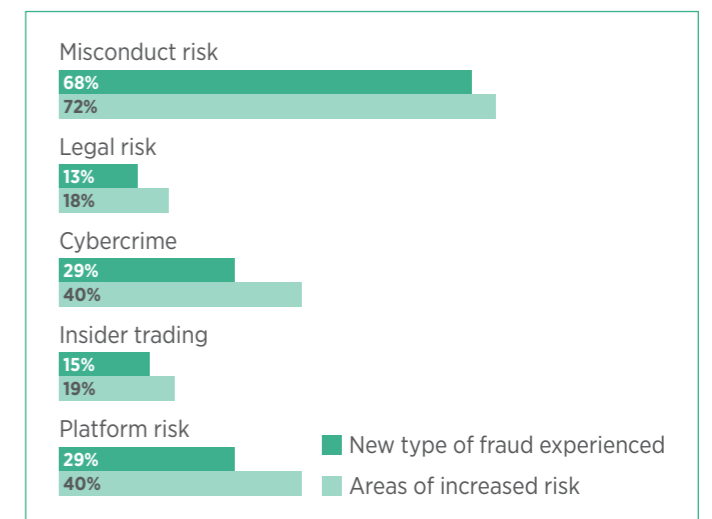 Misconduct risk
68%
72%
Legal risk
13%
18%
Cybercrime
29%
40%
Insider trading
15%
19%
Platform risk
29%
40%
New type of fraud experienced
Areas of increased risk